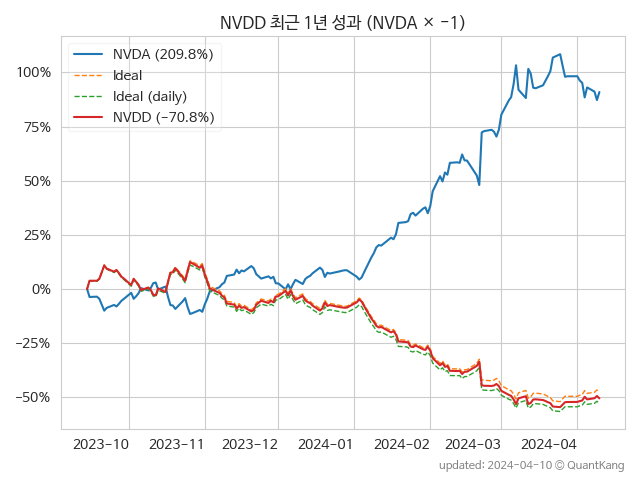 NVDD 최근 1년 성과 (NVDA × −1)
NVDA (209.8%)
Ideal
Ideal (daily)
NVDD (−70.8%)
100%
75%
50%
25%
0%
−25%
−50%
2023-10 2023-11 2023-12 2024-01 2024-02 2024-03 2024-04
updated: 2024-04-10 © QuantKang